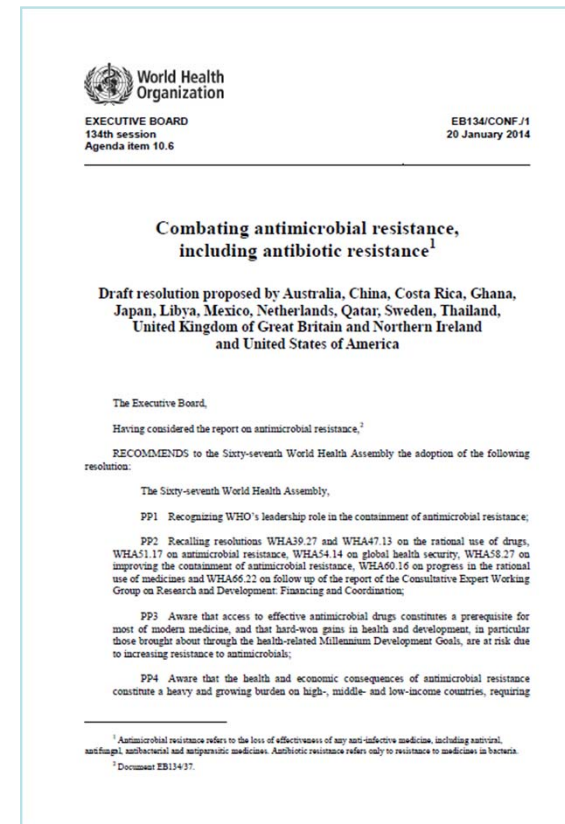 World Health
Organization
EXECUTIVE BOARD EB134/CONF./1
134th session 20 January 2014
Agenda item 10.6
Combating antimicrobial resistance,
including antibiotic resistance1
Draft resolution proposed by Australia, China, Costa Rica, Ghana,
Japan, Libya, Mexico, Netherlands, Qatar, Sweden, Thailand,
United Kingdom of Great Britain and Northern Ireland
and United States of America
The Executive Board,
Having considered the report on antimicrobial resistance,2
RECOMMENDS to the Sixty-seventh World Health Assembly the adoption of the following
resolution:
The Sixty-seventh World Health Assembly,
PP1 Recognizing WHO's leadership role in the containment of antimicrobial resistance;
PP2 Recalling resolutions WHA39.27 and WHA47.13 on the rational use of drugs,
WHA51.17 on antimicrobial resistance, WHA54.14 on global health security, WHA58.27 on
improving the containment of antimicrobial resistance, WHA60.16 on progress in the rational
use of medicines and WHA66.22 on follow up of the report of the Consultative Expert Working
Group on Research and Development: Financing and Coordination;
PP3 Aware that access to effective antimicrobial drugs constitutes a prerequisite for
most of modern medicine, and that hard-won gains in health and development, in particular
those brought about through the health-related Millennium Development Goals, are at risk due
to increasing resistance to antimicrobials;
PP4 Aware that the health and economic consequences of antimicrobial resistance
constitute a heavy and growing burden on high-, middle- and low-income countries, requiring
1 Antimicrobial resistance refers to the loss of effectiveness of any anti-infective medicine, including antiviral,
antifungal, antibacterial and antiparasitic medicines. Antibiotic resistance refers only to resistance to medicines in bacteria.
2 Document EB134/37.